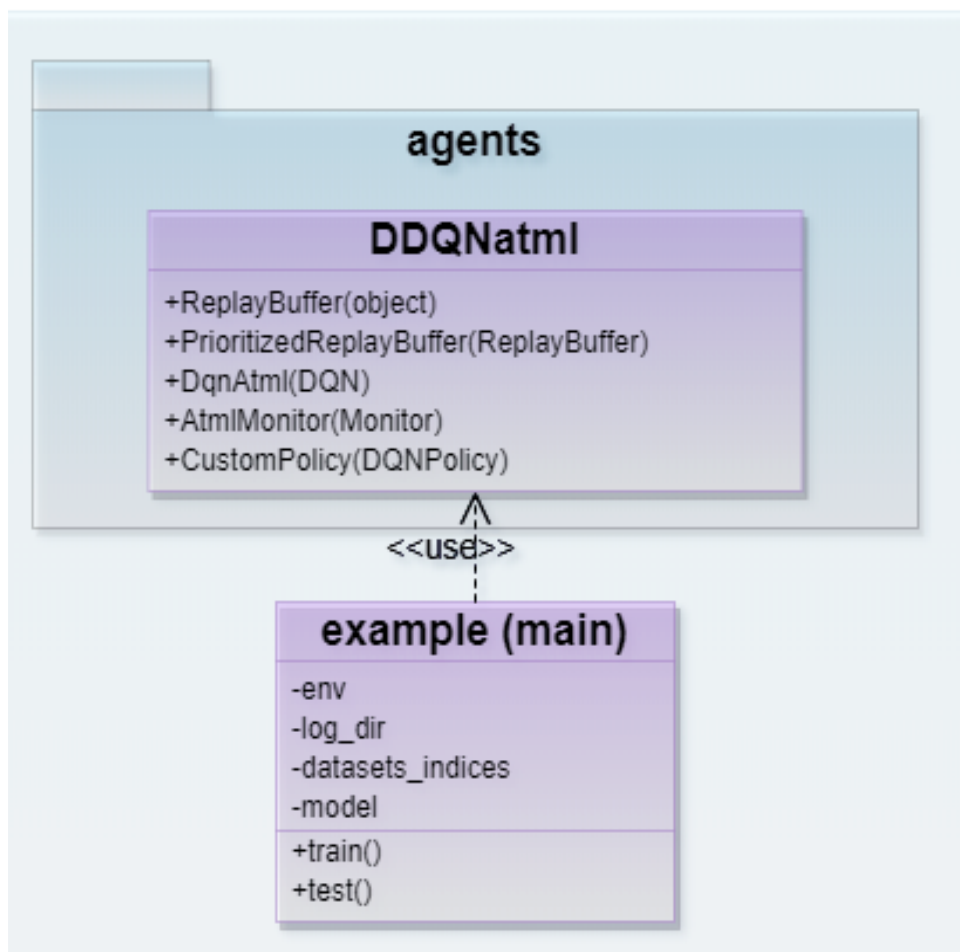 agents
DDQNatml
+ReplayBuffer(object)
+PrioritizedReplayBuffer(ReplayBuffer)
+DqnAtml(DQN)
+AtmlMonitor(Monitor)
+CustomPolicy(DQNPolicy)
<<use>>
example (main)
-env
-log_dir
-datasets_indices
-model
+train()
+test()